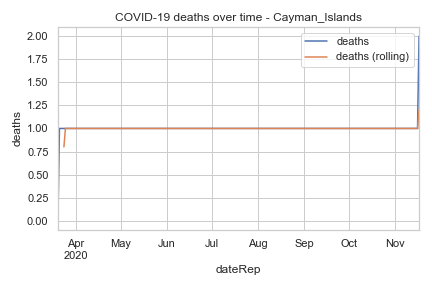 COVID-19 deaths over time - Cayman_Islands
deaths
deaths (rolling)
2.00
1.75
1.50
1.25
1.00
0.75
0.50
0.25
0.00
deaths
Apr
2020
May
Jun
Jul
Aug
Sep
Oct
Nov
dateRep